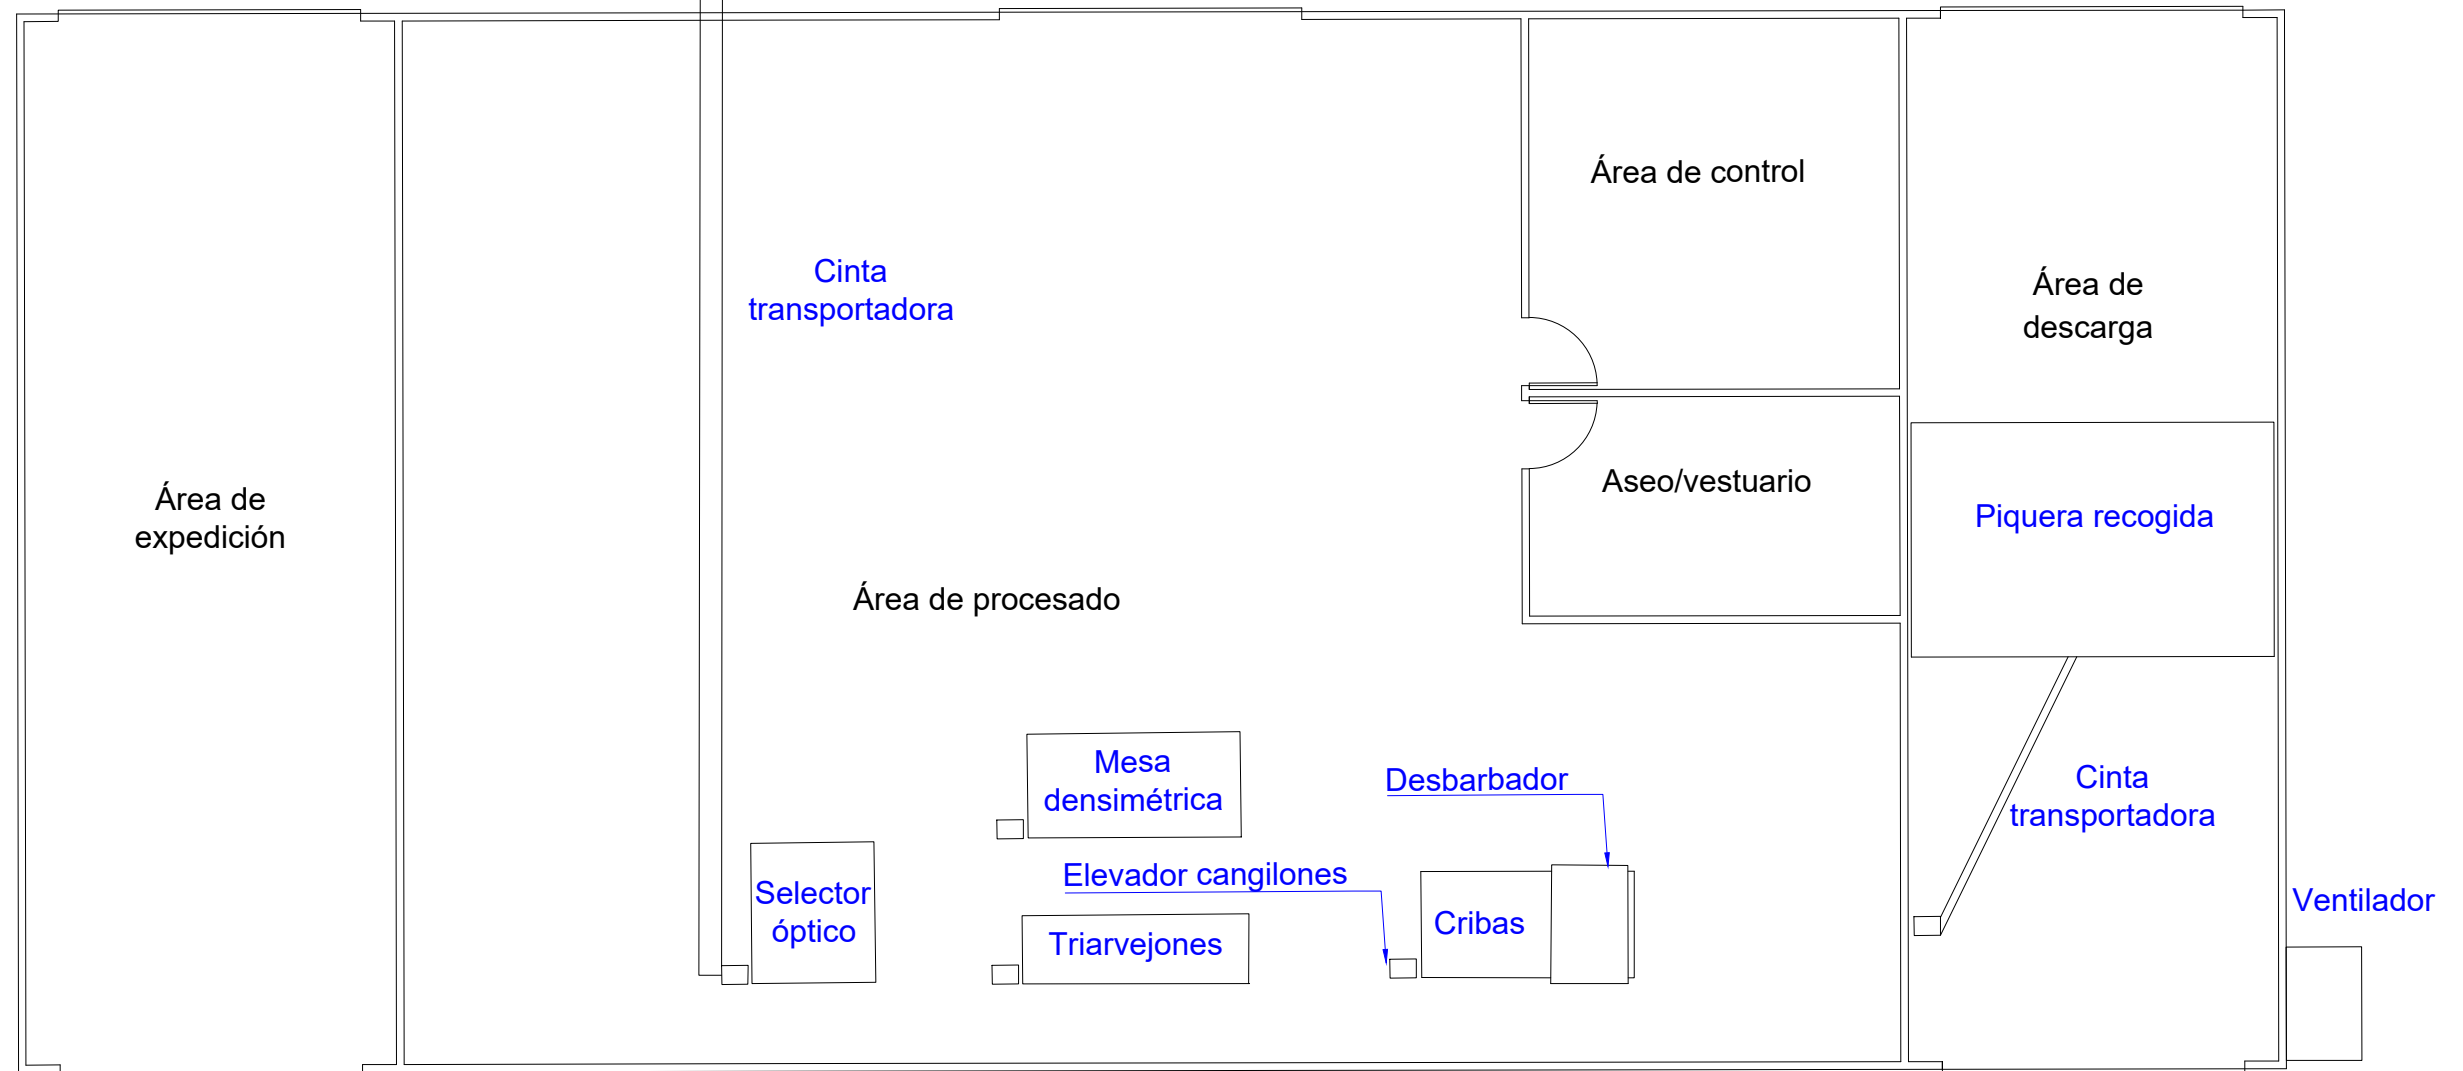 Área de control
Cinta
transportadora
Área de
descarga
Área de
expedición
Aseo/vestuario
Piquera recogida
Área de procesado
Mesa
densimétrica
Desbarbador
Cinta
transportadora
Elevador cangilones
Selector
óptico
Triarvejones
Cribas
Ventilador